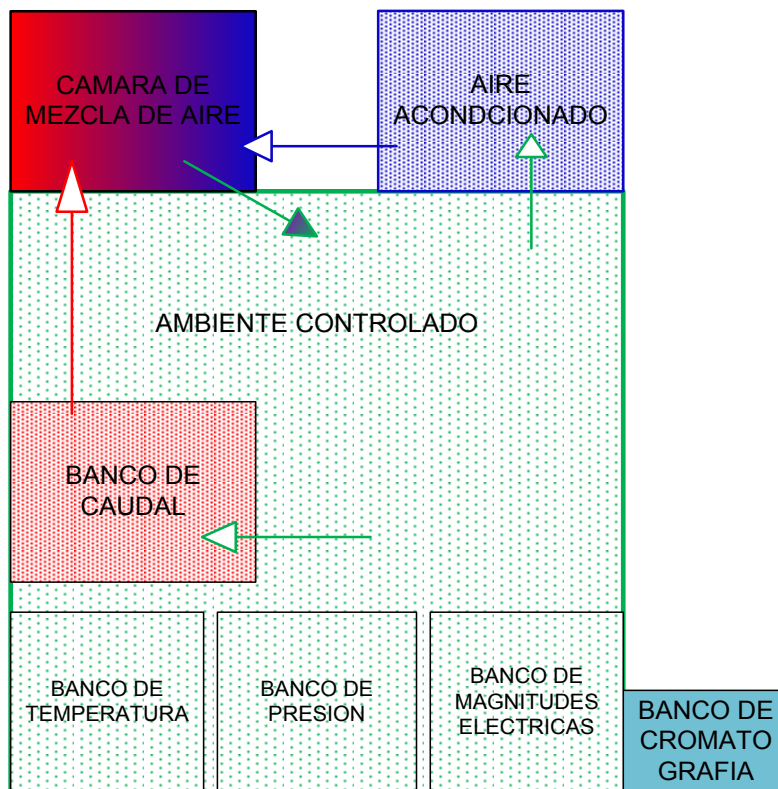 CAMARA DE
MEZCLA DE AIRE
AIRE
ACONDCIONADO
AMBIENTE CONTROLADO
BANCO DE
CAUDAL
BANCO DE
TEMPERATURA
BANCO DE
PRESION
BANCO DE
MAGNITUDES
ELECTRICAS
BANCO DE
CROMATO
GRAFIA